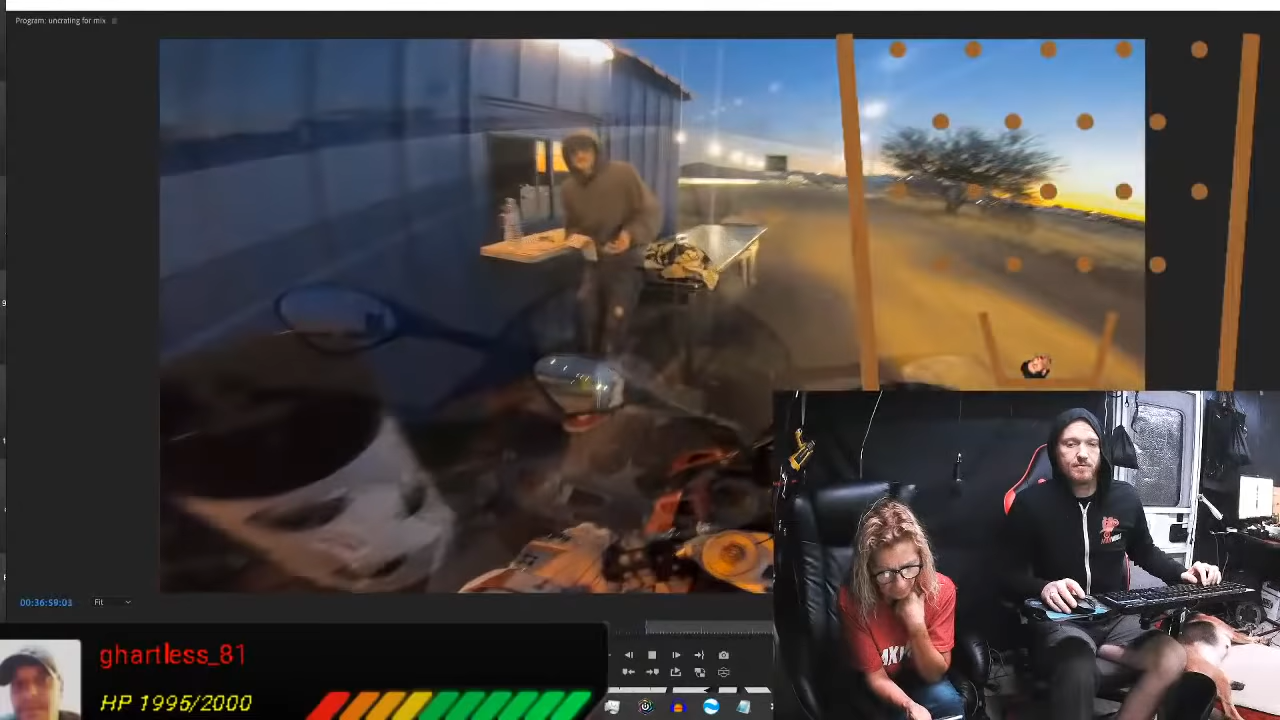 Program: uncrating for mix
00:36:59:03
Fit
ghartless_81
HP 1995/2000